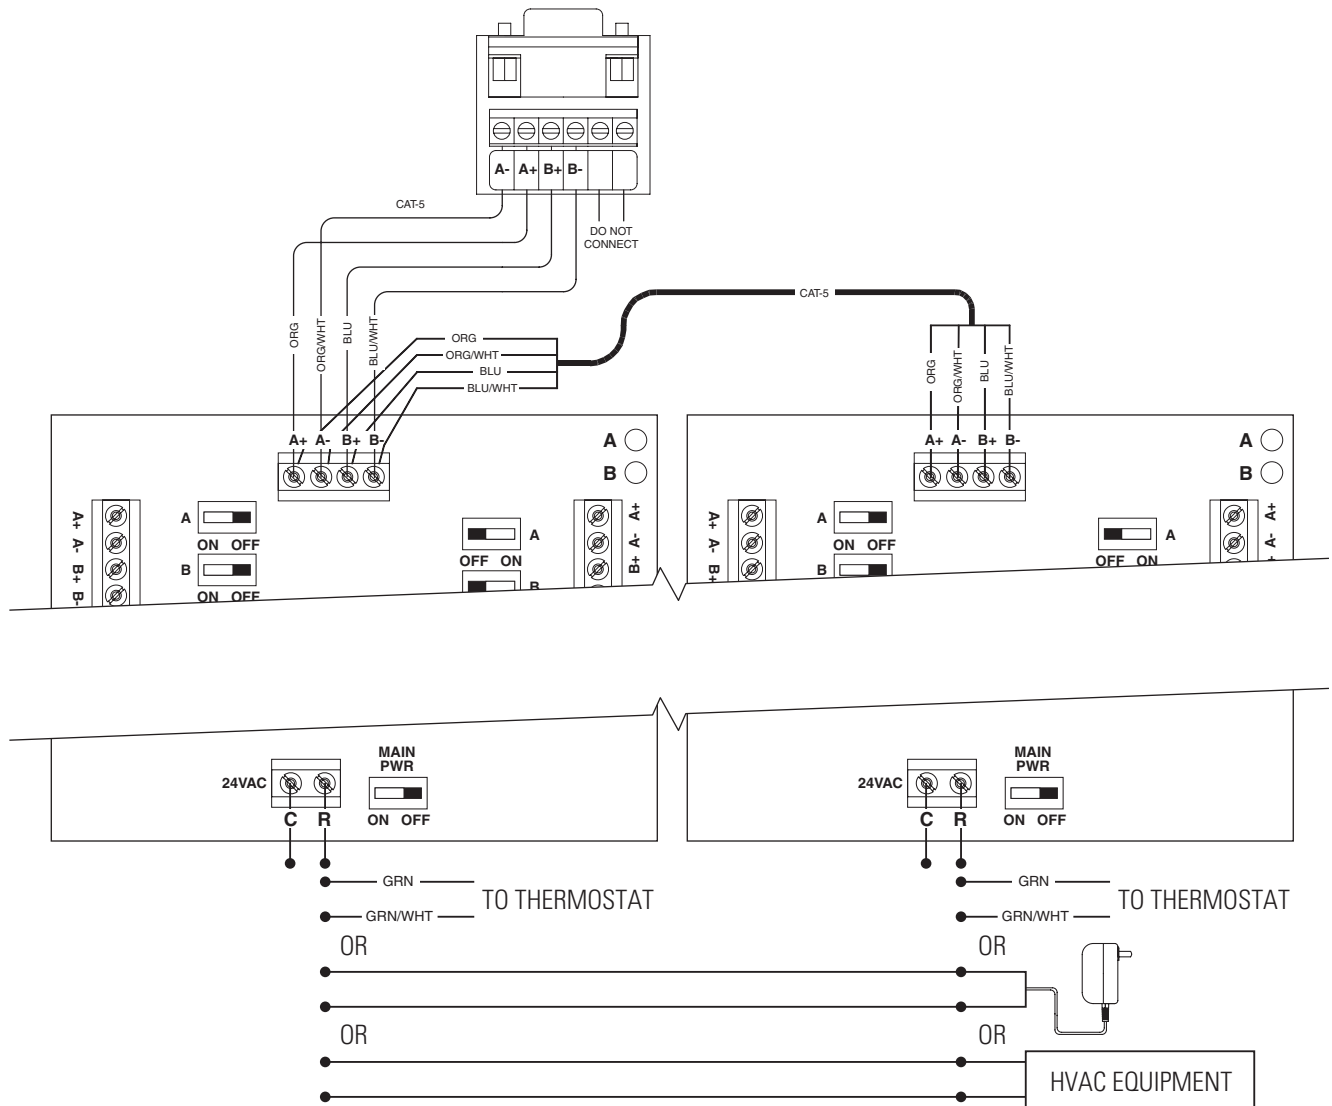 A- A+ B+ B-
CAT-5
DO NOT
CONNECT
CAT-5
ORG
ORG/WHT
BLU
BLU/WHT
ORG
ORG/WHT
BLU
BLU/WHT
ORG
ORG/WHT
BLU
BLU/WHT
A+ A- B+ B-
A
B
A+ A- B+ B-
A
ON OFF
B
ON OFF
A
OFF ON
B
A+ A- B+
A+ A- B+ B-
A
B
A+ A- B+
A
ON OFF
B
A
OFF ON
A+ A-
24VAC
C R
MAIN
PWR
ON OFF
24VAC
C R
MAIN
PWR
ON OFF
GRN
GRN/WHT
TO THERMOSTAT
GRN
GRN/WHT
TO THERMOSTAT
OR
OR
OR
OR
HVAC EQUIPMENT